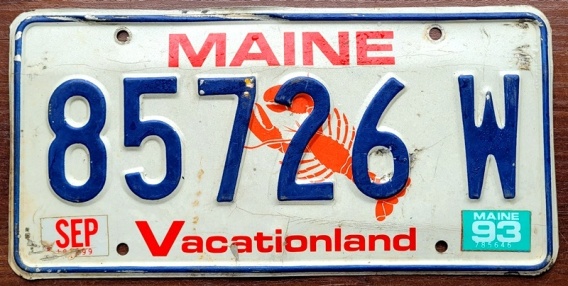 MAINE
85726 W
SEP
MAINE
93
Vacationland